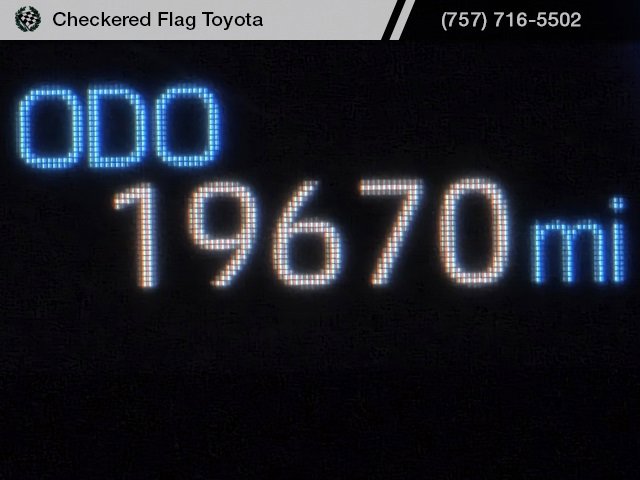 Checkered Flag Toyota (757) 716-5502
ODO
19670 mi